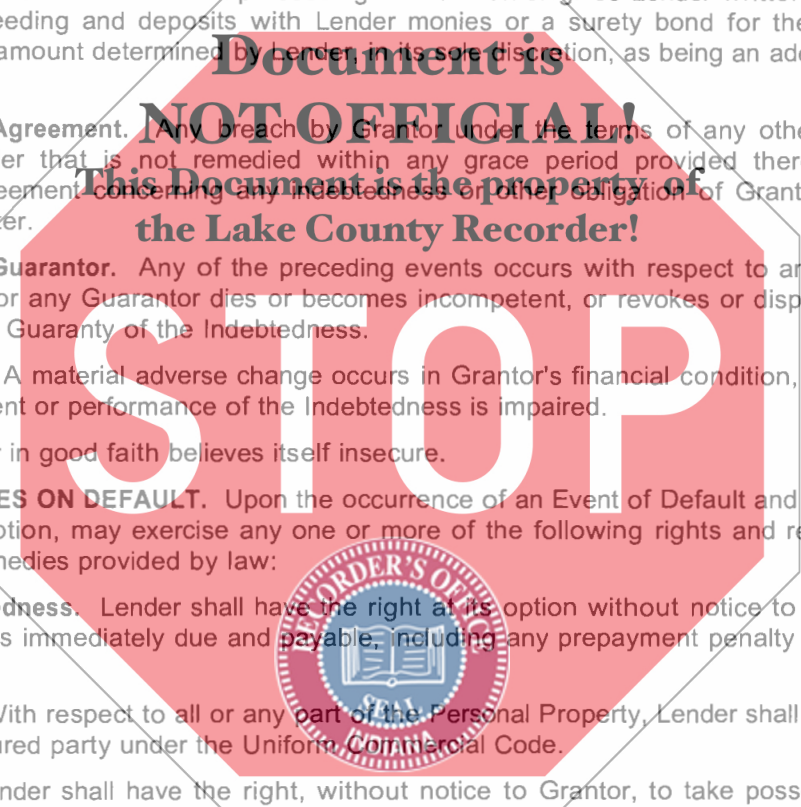 eeding and deposits with Lender monies or a surety bond for the
amount determined by Lender, in its sole discretion, as being an ade
Document is
NOT OFFICIAL!
This Document is the property of
the Lake County Recorder!
Agreement. Any breach by Grantor under the terms of any othe
er that is not remedied within any grace period provided ther
eement concerning any indebtedness or other obligation of Grant
ter.
Guarantor. Any of the preceding events occurs with respect to an
or any Guarantor dies or becomes incompetent, or revokes or disp
Guaranty of the Indebtedness.
A material adverse change occurs in Grantor's financial condition,
ent or performance of the Indebtedness is impaired.
r in good faith believes itself insecure.
STOP
ES ON DEFAULT. Upon the occurrence of an Event of Default and
ption, may exercise any one or more of the following rights and re
medies provided by law:
edness. Lender shall have the right at its option without notice to
ss immediately due and payable, including any prepayment penalty
RECORDER'S OFFICE
SEAL
INDIANA
With respect to all or any part of the Personal Property, Lender shall
ured party under the Uniform Commercial Code.
ender shall have the right, without notice to Grantor, to take poss